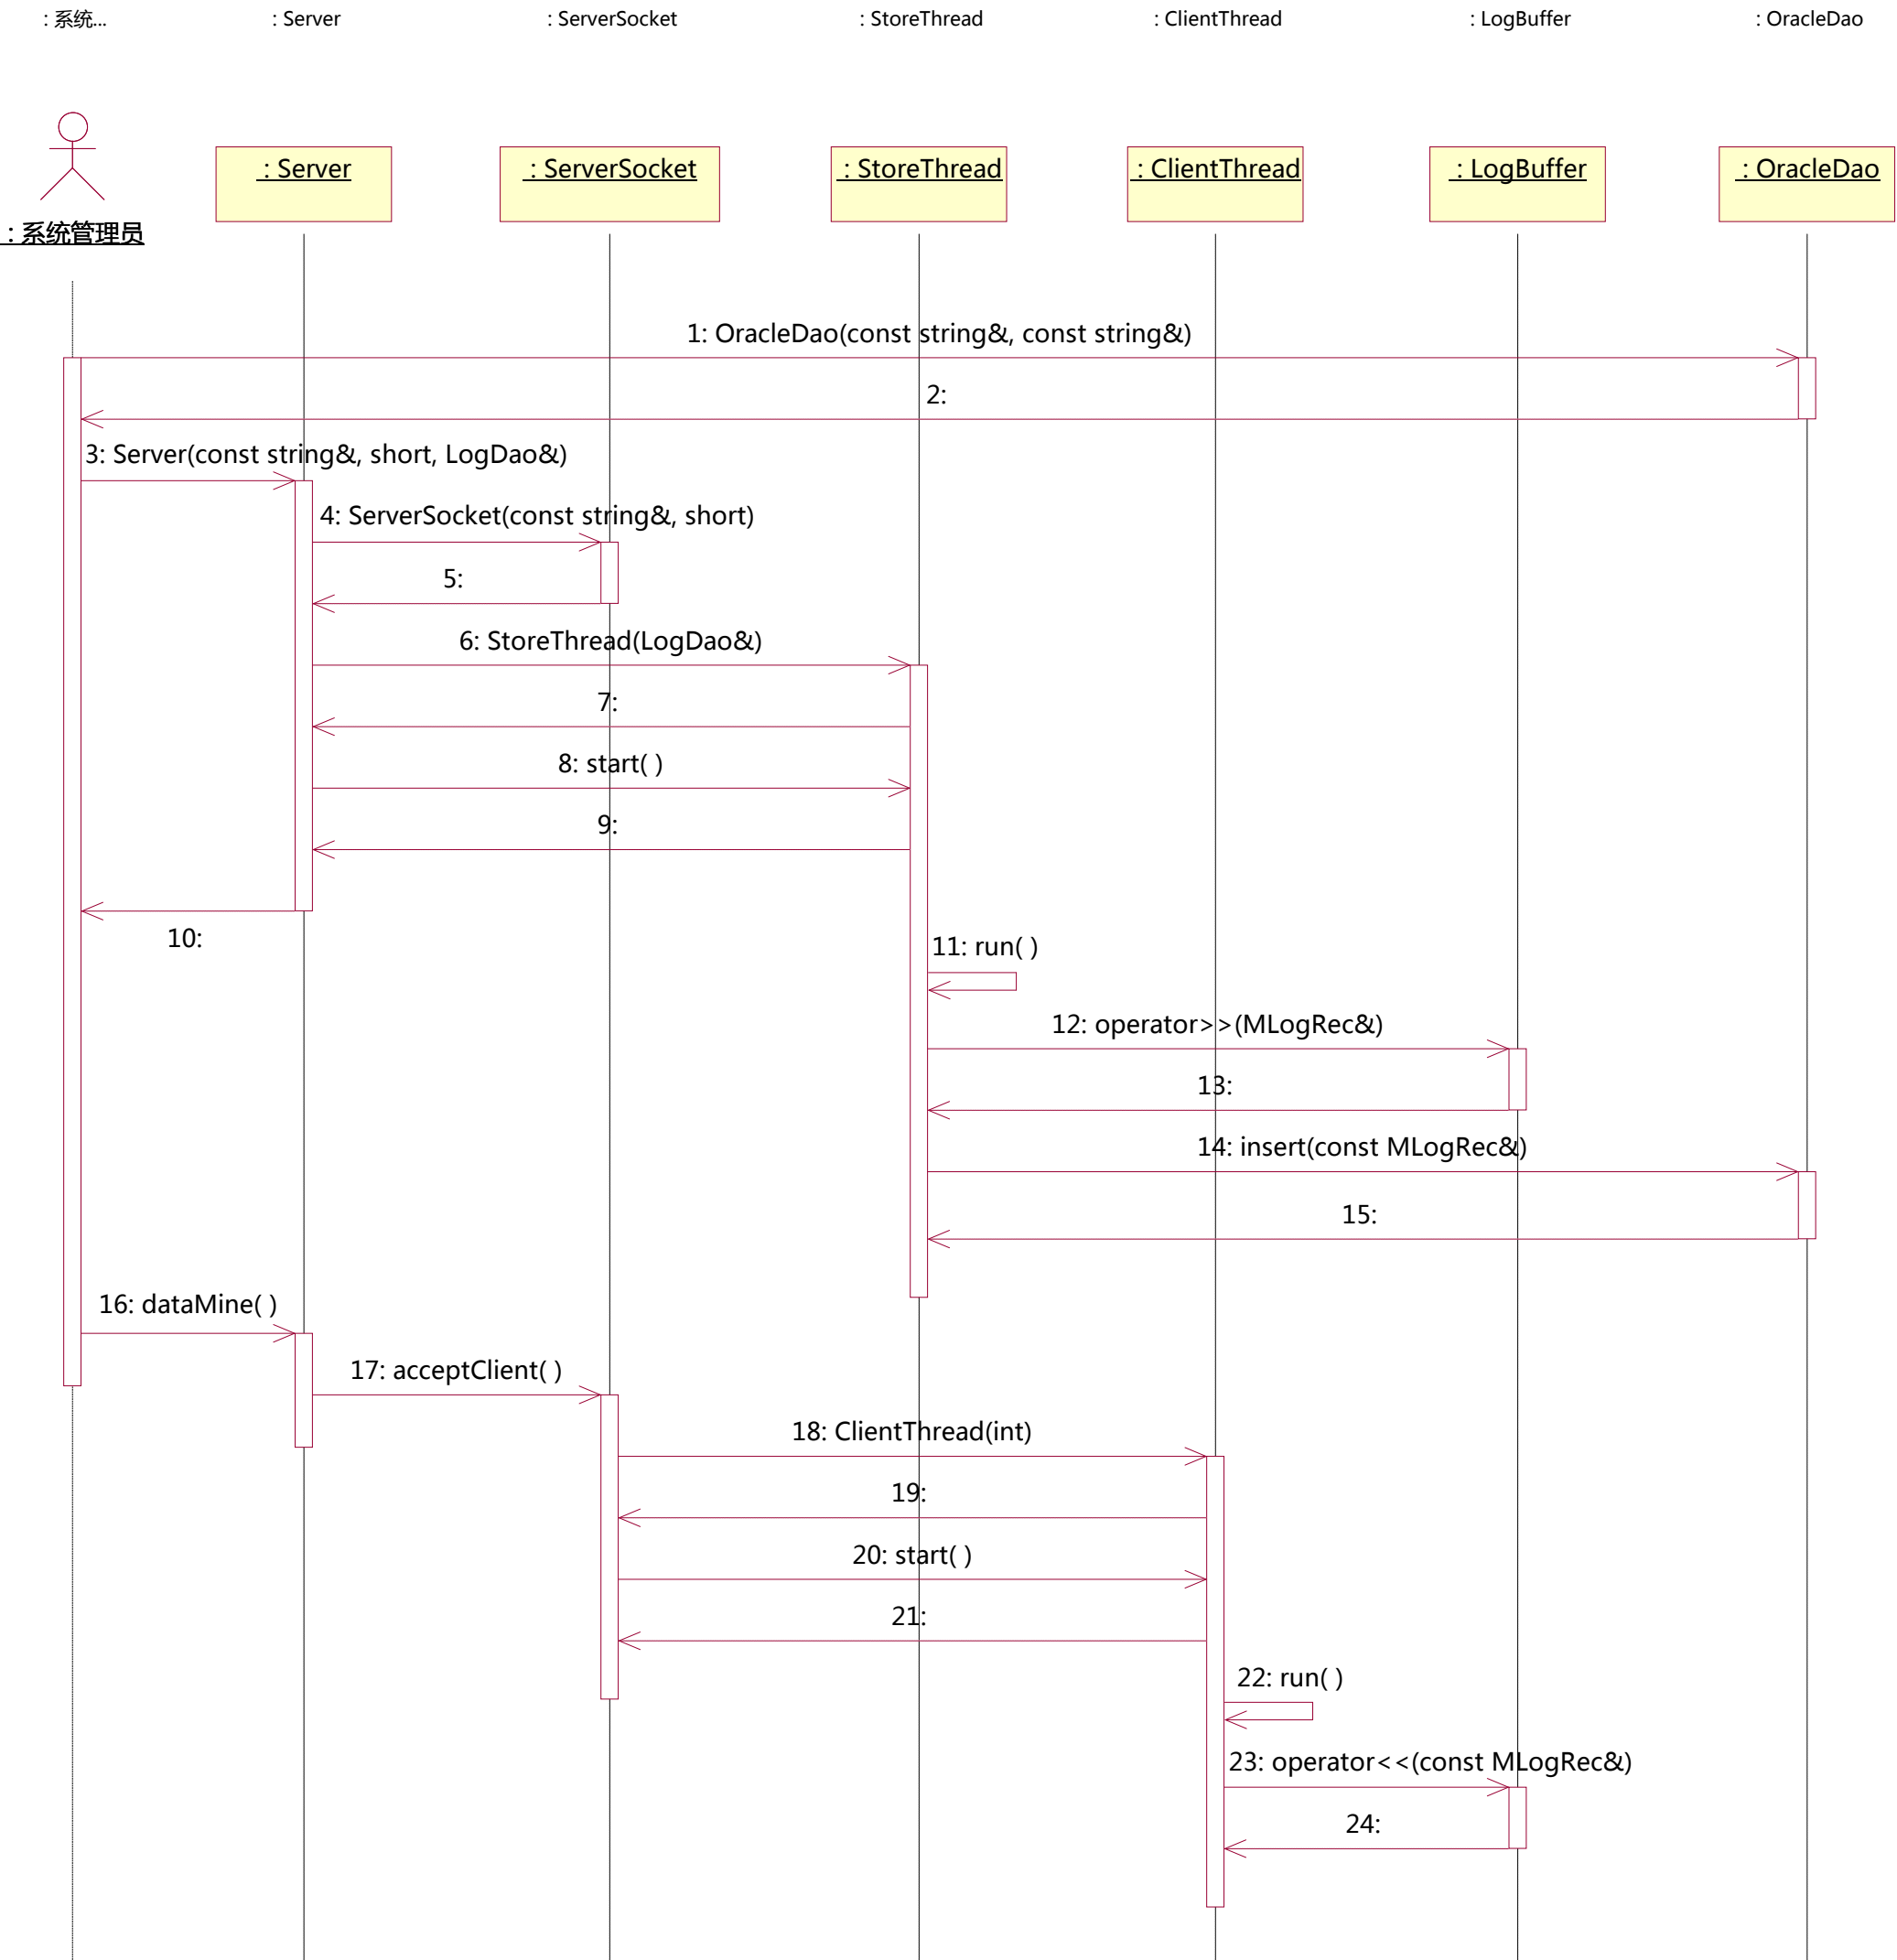 : 系统...
: Server
: ServerSocket
: StoreThread
: ClientThread
: LogBuffer
: OracleDao
: 系统管理员
: Server
: ServerSocket
: StoreThread
: ClientThread
: LogBuffer
: OracleDao
1: OracleDao(const string&, const string&)
2:
3: Server(const string&, short, LogDao&)
4: ServerSocket(const string&, short)
5:
6: StoreThread(LogDao&)
7:
8: start( )
9:
10:
11: run( )
12: operator>>(MLogRec&)
13:
14: insert(const MLogRec&)
15:
16: dataMine( )
17: acceptClient( )
18: ClientThread(int)
19:
20: start( )
21:
22: run( )
23: operator<<(const MLogRec&)
24: